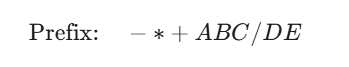 Prefix: − ∗ + ABC/DE